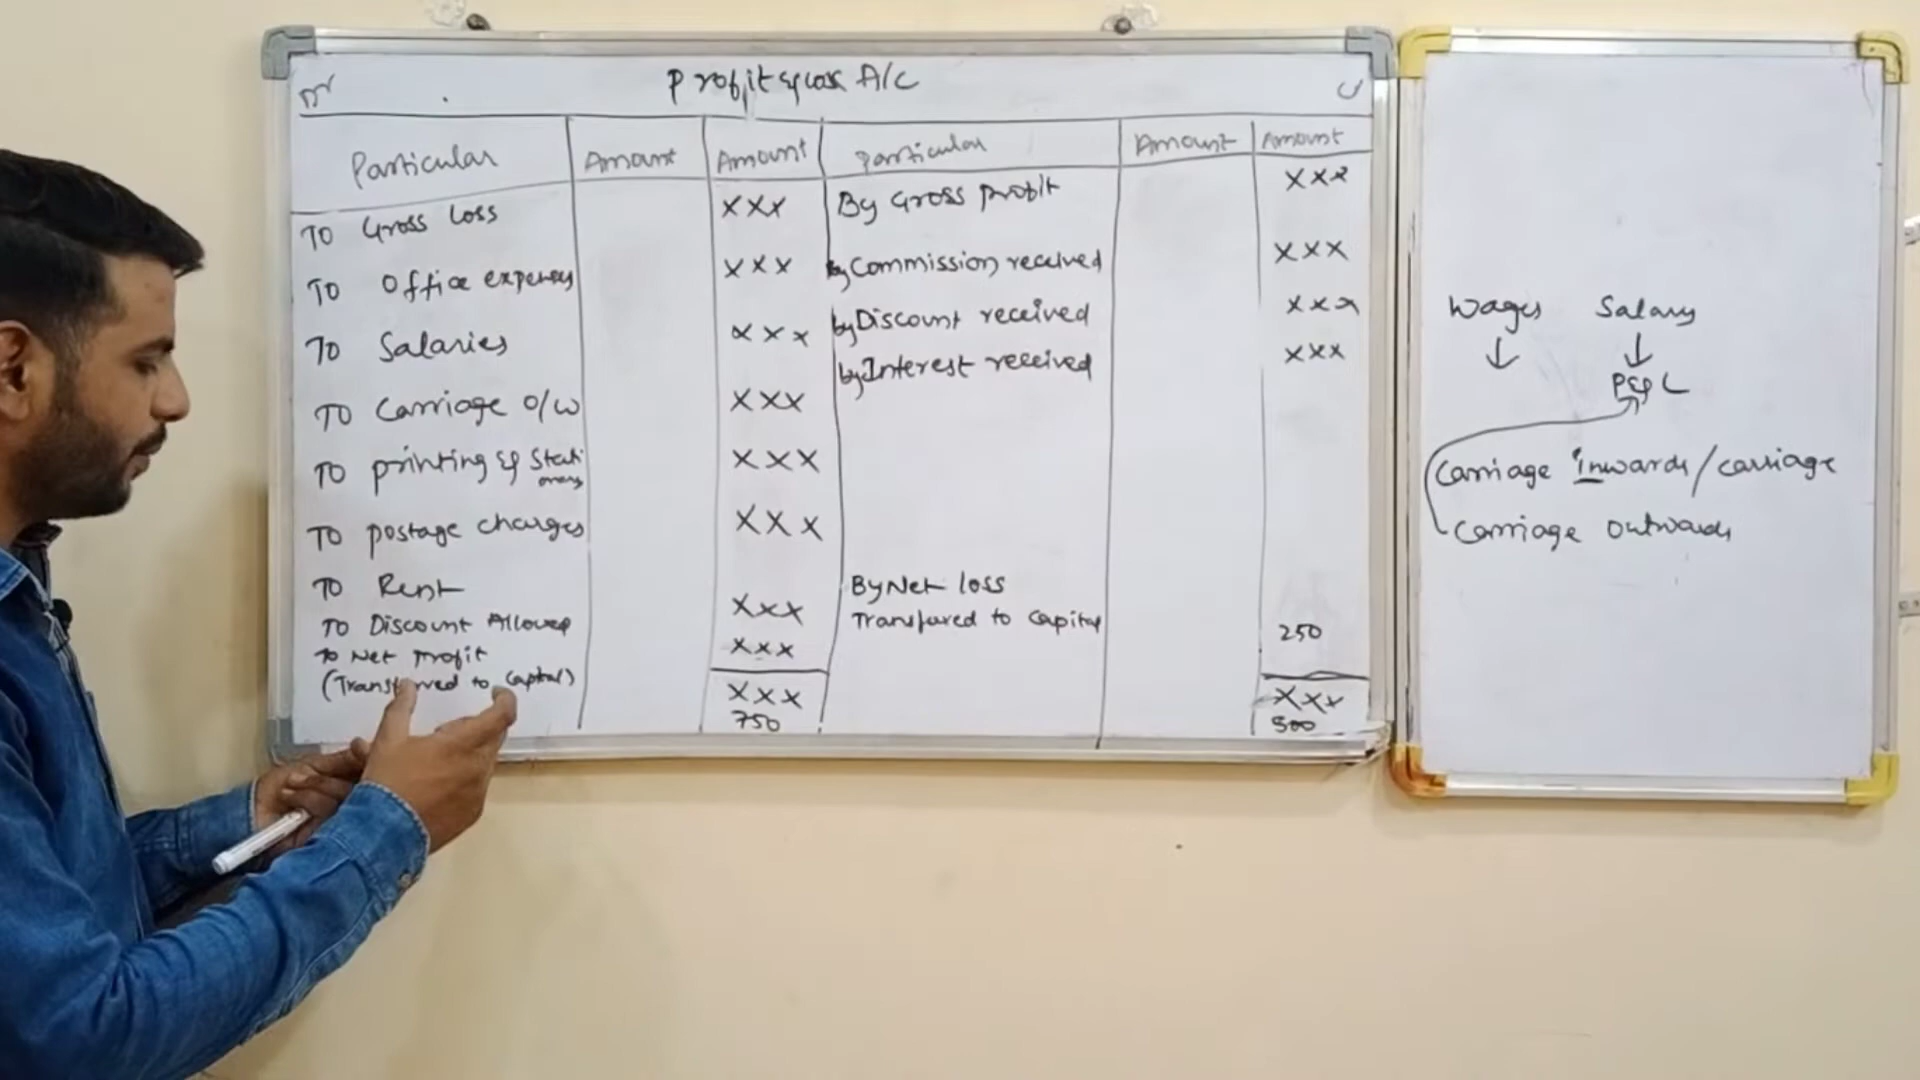 Dr Profit & Loss A/C Cr
Particular Amount Amount Particular Amount Amount
To Gross Loss XXX By Gross profit XXX
To Office expenses XXX By Commission received XXX
To Salaries XXX by Discount received XXX
To Carriage O/W XXX by Interest received XXX
To printing & Stationary XXX
To postage charges XXX
To Rent XXX By Net loss
To Discount Allowed XXX Transfared to capital 250
To Net Profit
(Transferred to capital) XXX XXX
750 500
Wages Salary
↓ ↓
P&L
Carriage Inwards/carriage
Carriage Outwards